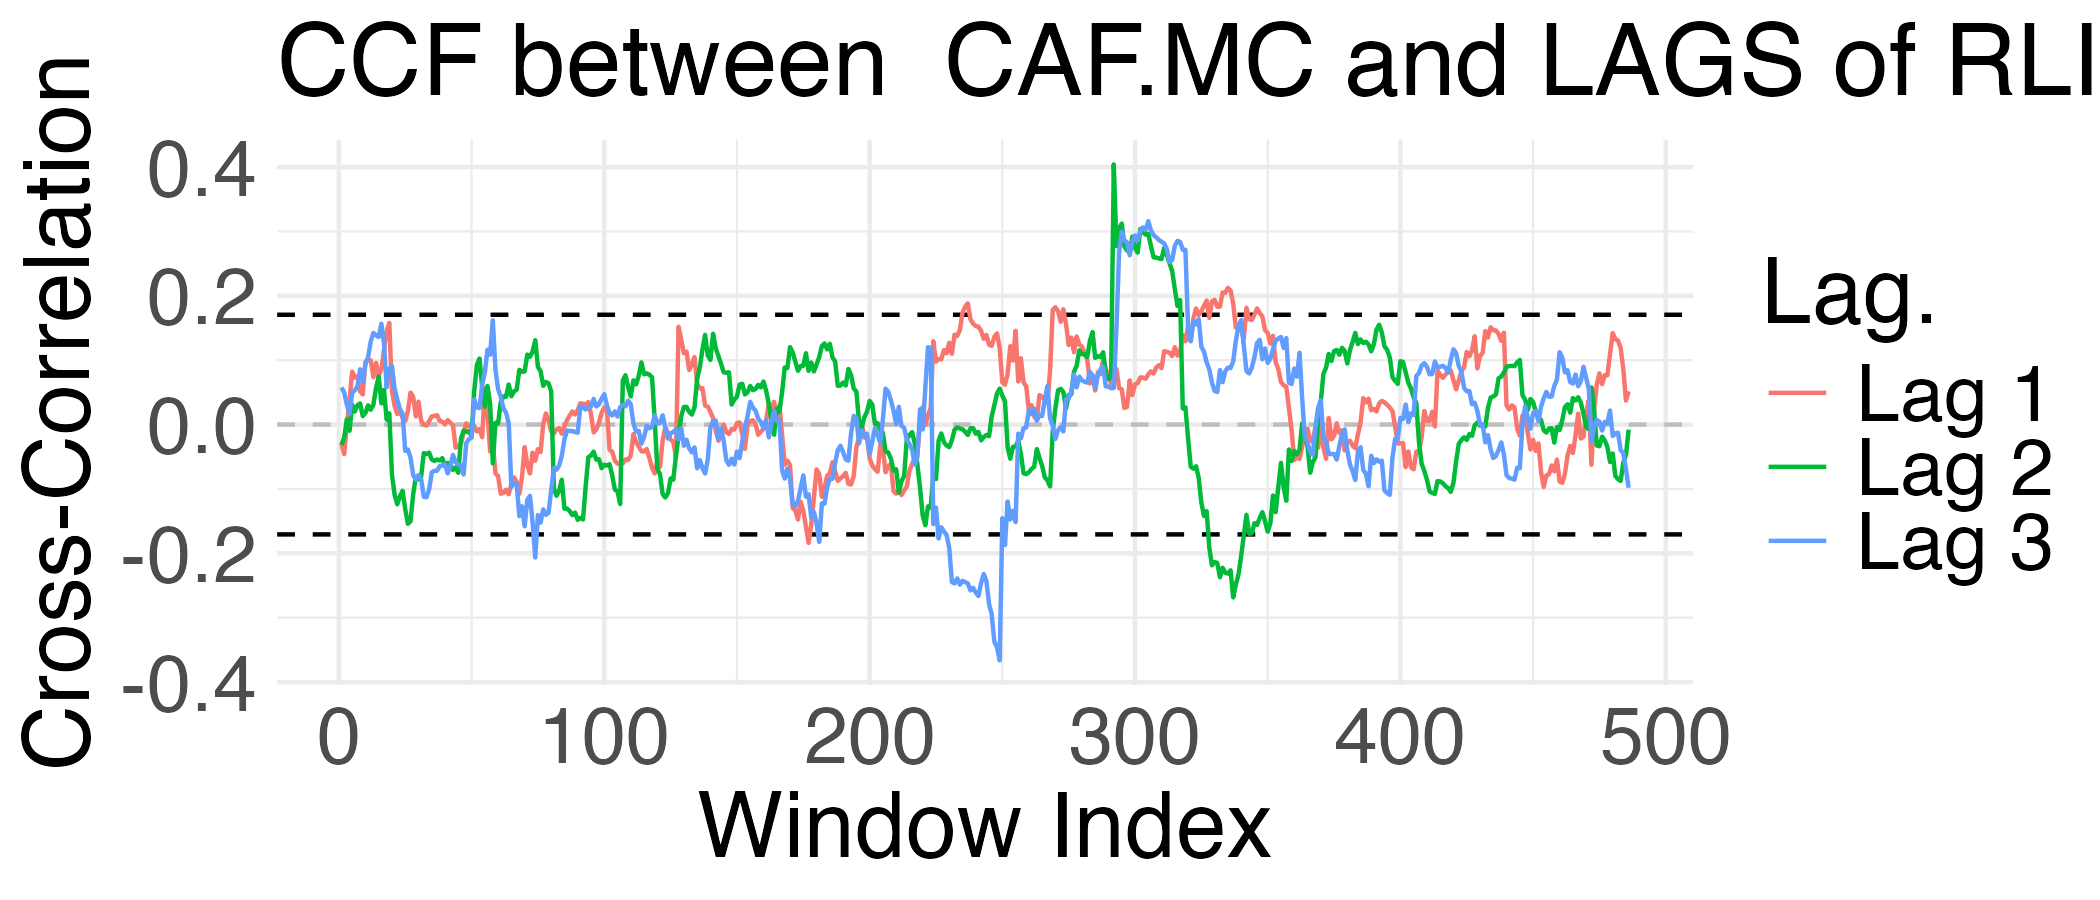 CCF between  CAF.MC and LAGS of RLI
Cross-Correlation
0.4
0.2
0.0
-0.2
-0.4
0 100 200 300 400 500
Window Index
Lag.
Lag 1
Lag 2
Lag 3